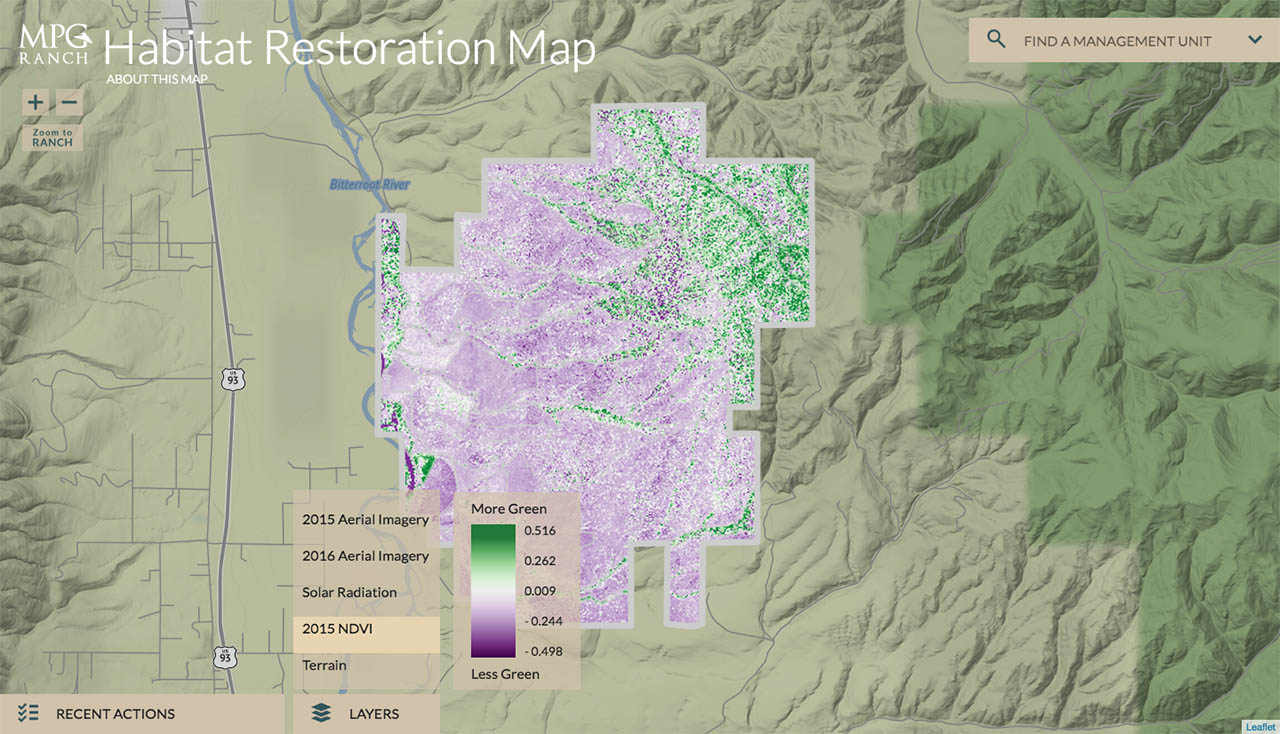 MPG
RANCH
Habitat Restoration Map
ABOUT THIS MAP
FIND A MANAGEMENT UNIT
+ −
Zoom to
RANCH
Bitterroot River
US
93
US
93
2015 Aerial Imagery
2016 Aerial Imagery
Solar Radiation
2015 NDVI
Terrain
More Green
0.516
0.262
0.009
- 0.244
- 0.498
Less Green
RECENT ACTIONS
LAYERS
Leaflet